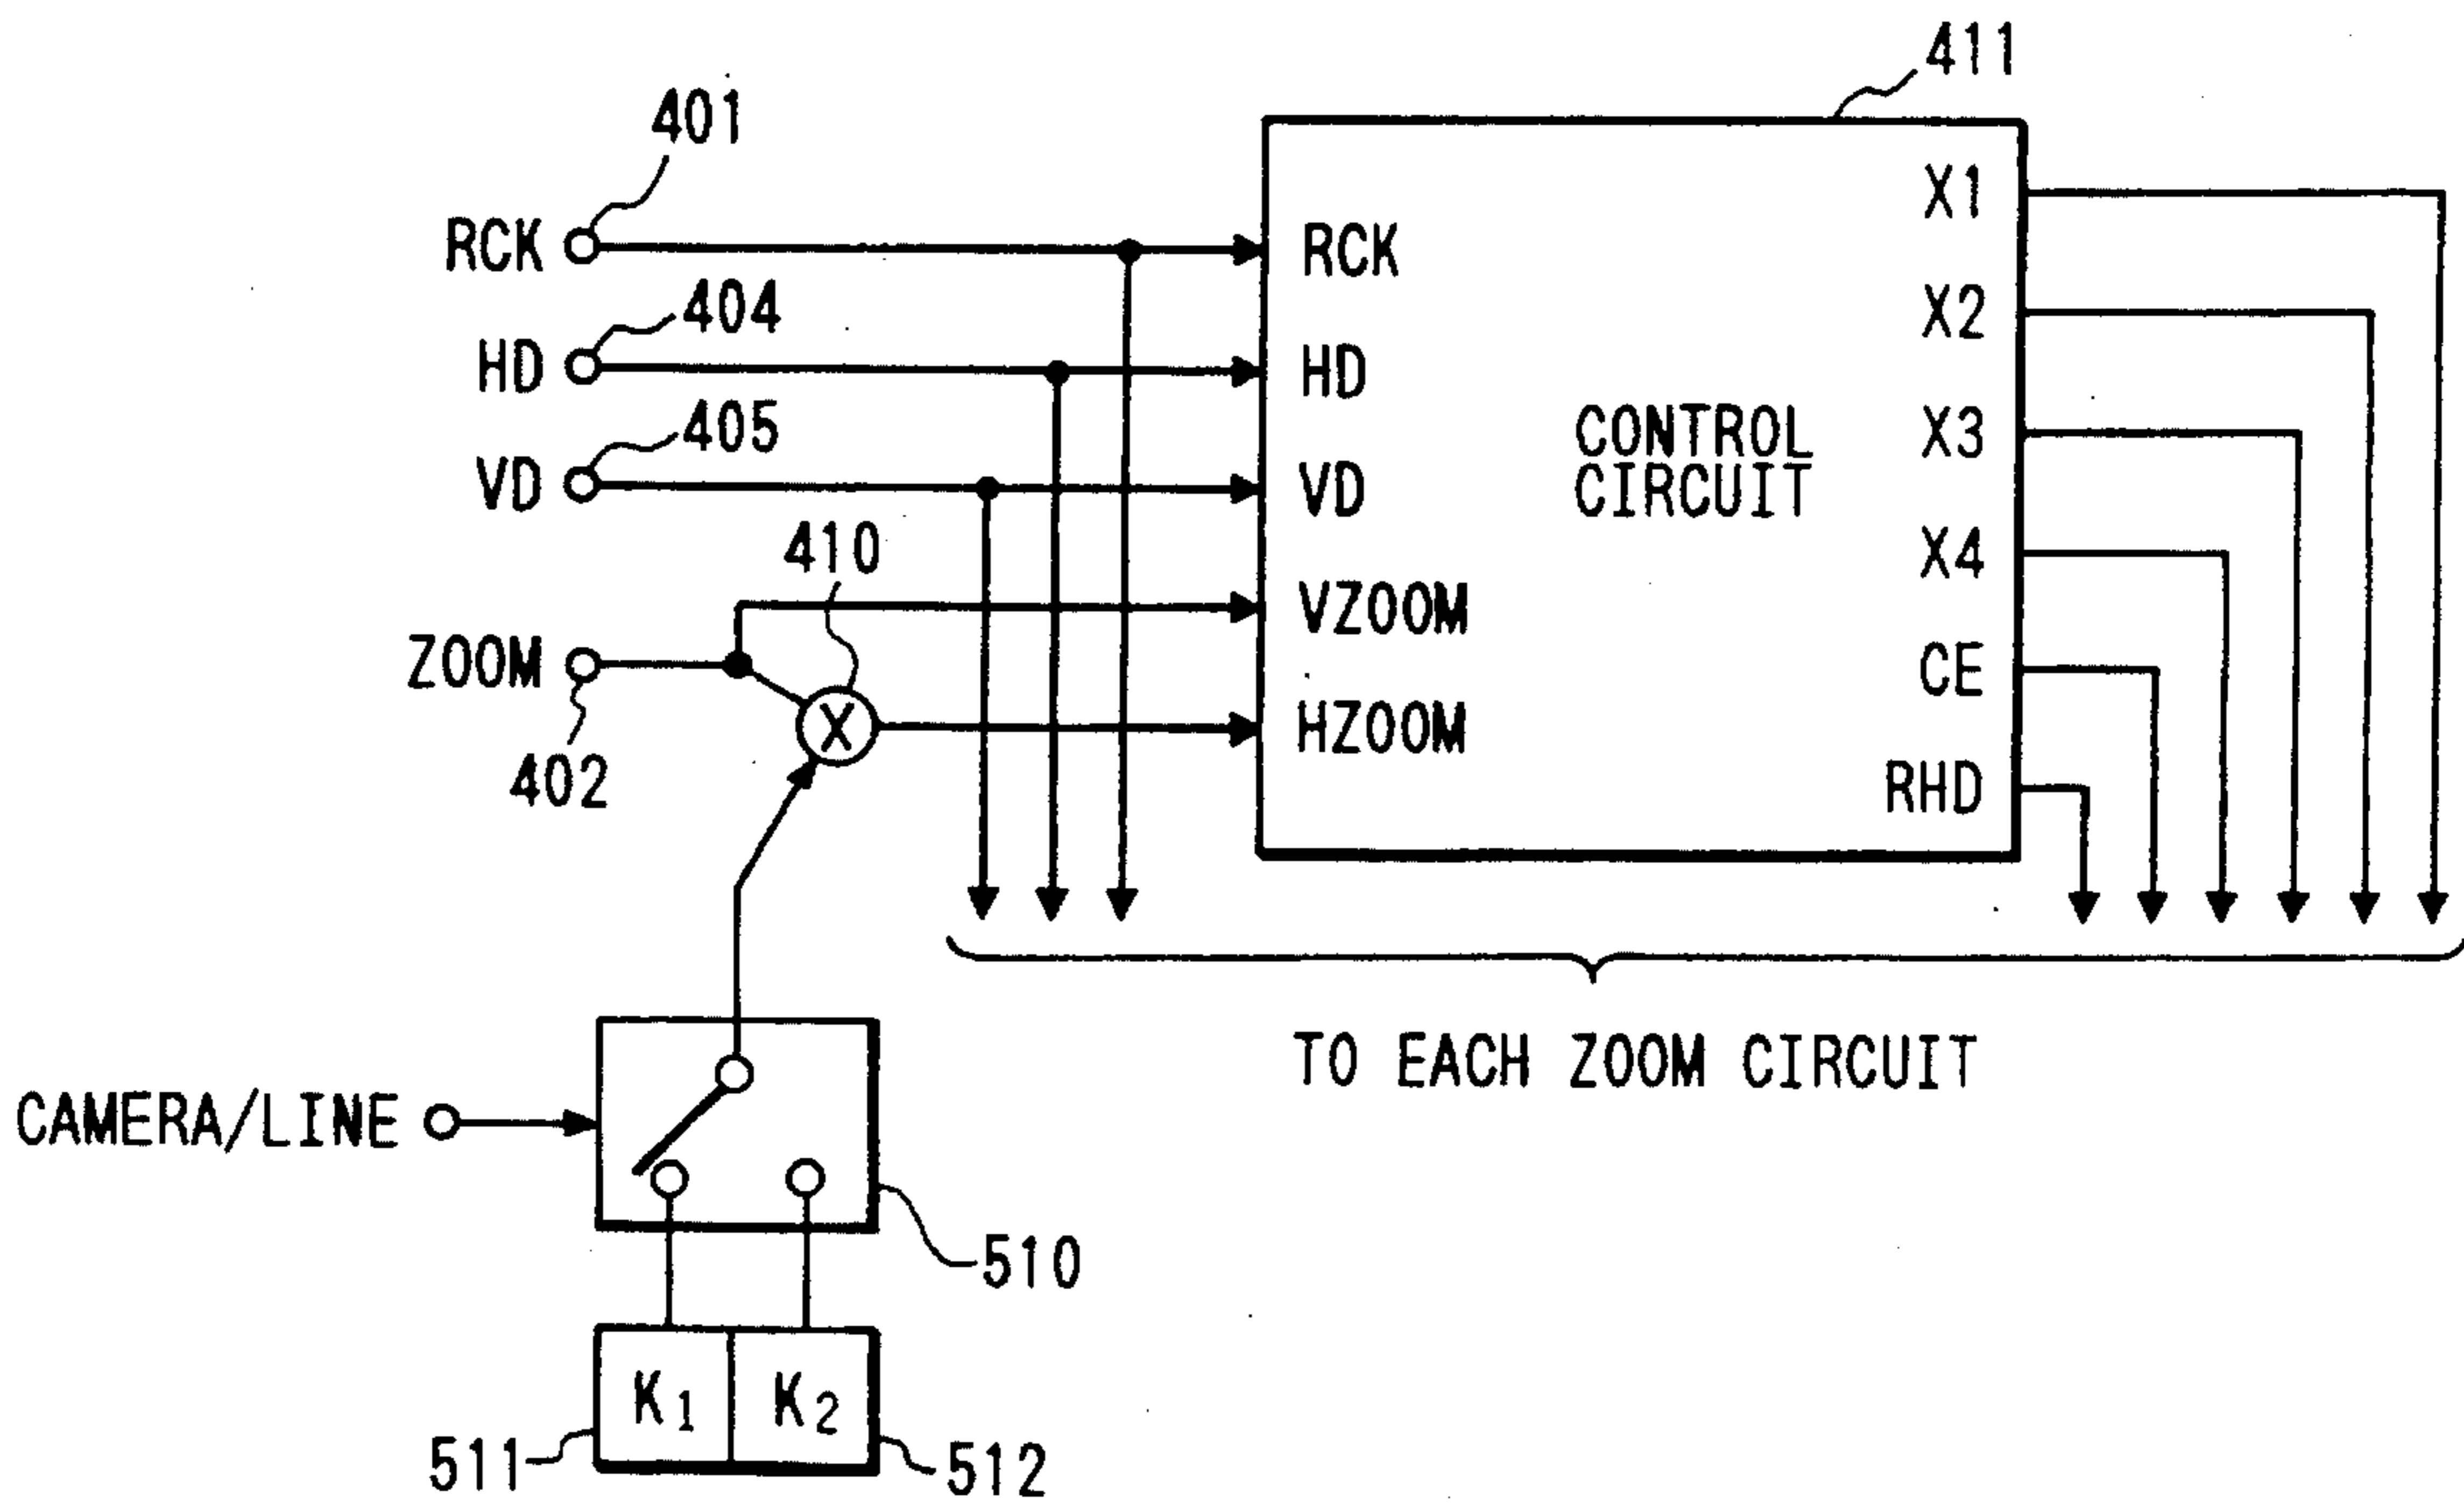 411
401
X1
RCK
RCK
404
X2
HD
HD
405
X3
CONTROL
CIRCUIT
VD
VD
410
X4
VZOOM
ZOOM
CE
X
HZOOM
402
RHD
TO EACH ZOOM CIRCUIT
CAMERA/LINE
510
K1
K2
511
512